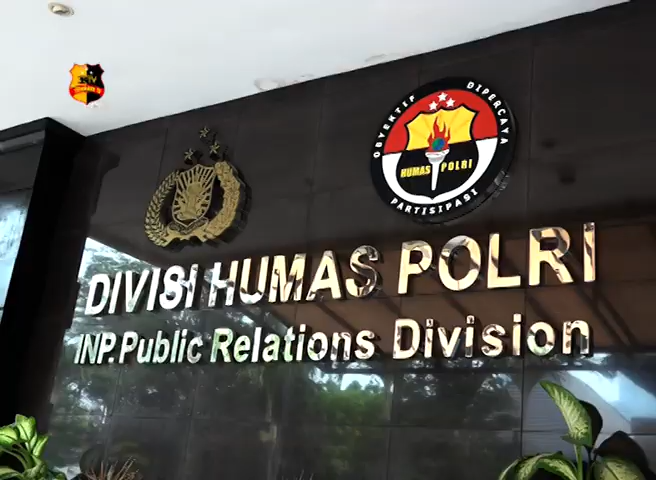 OBYEKTIF DIPERCAYA
HUMAS POLRI
PARTISIPASI
DIVISI HUMAS POLRI
INP. Public Relations Division